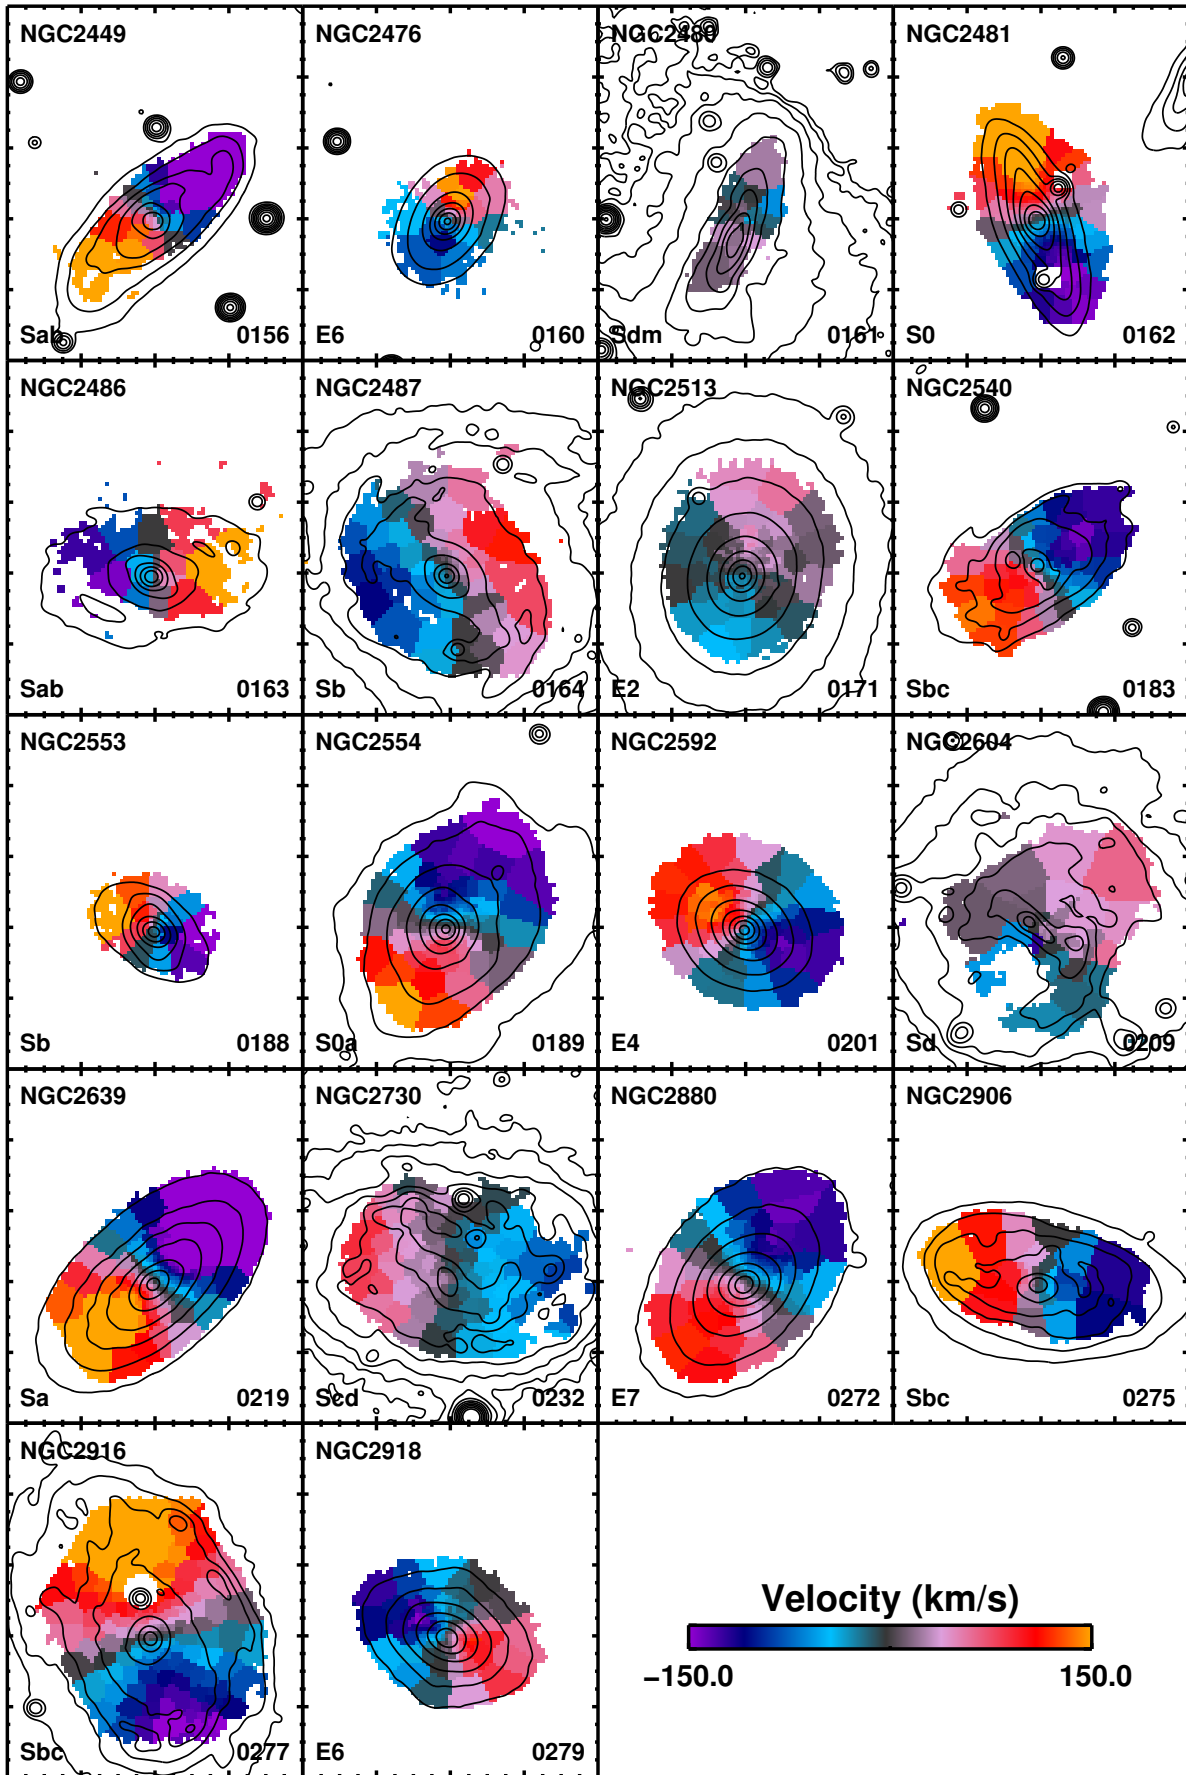 NGC2449 NGC2476 NGC2480 NGC2481
Sab 0156 E6 0160 Sdm 0161 S0 0162
NGC2486 NGC2487 NGC2513 NGC2540
Sab 0163 Sb 0164 E2 0171 Sbc 0183
NGC2553 NGC2554 NGC2592 NGC2604
Sb 0188 S0a 0189 E4 0201 Sd 0209
NGC2639 NGC2730 NGC2880 NGC2906
Sa 0219 Scd 0232 E7 0272 Sbc 0275
NGC2916 NGC2918
Velocity (km/s)
−150.0 150.0
Sbc 0277 E6 0279